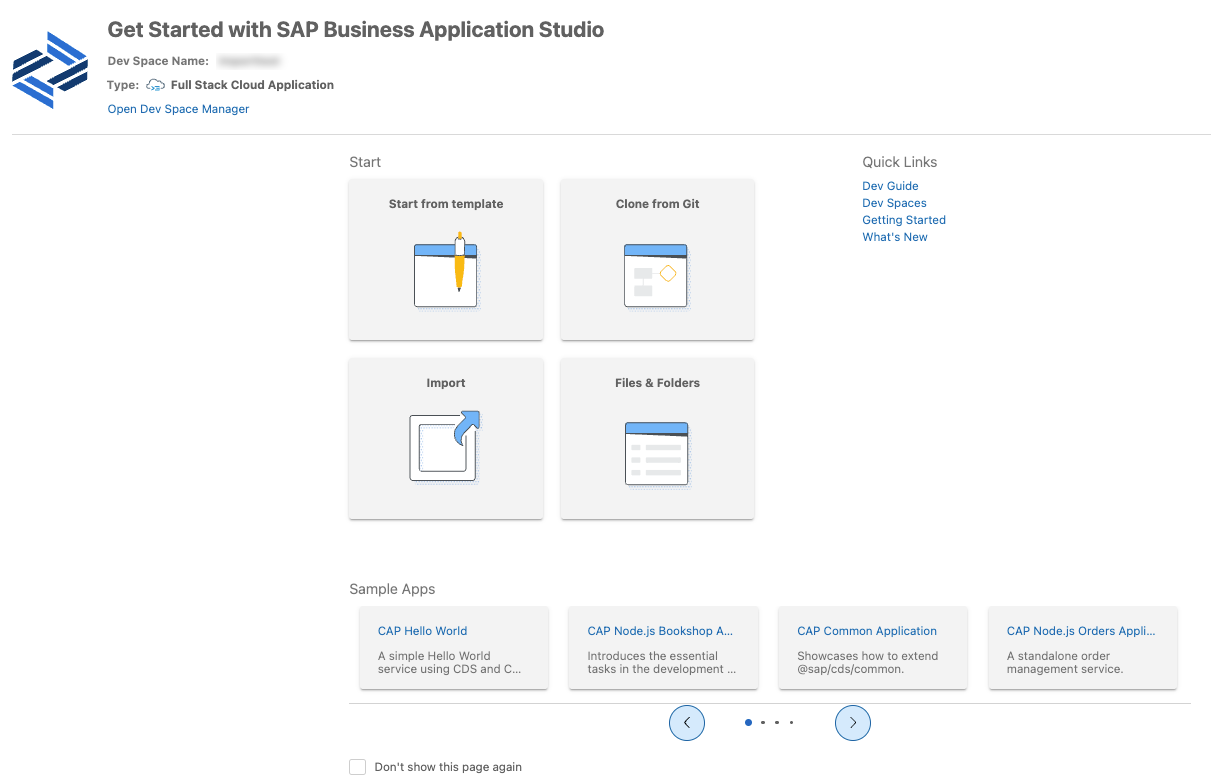 Get Started with SAP Business Application Studio
Dev Space Name:
Type: Full Stack Cloud Application
Open Dev Space Manager
Start
Start from template
Clone from Git
Import
Files & Folders
Quick Links
Dev Guide
Dev Spaces
Getting Started
What's New
Sample Apps
CAP Hello World
A simple Hello World
service using CDS and C...
CAP Node.js Bookshop A...
Introduces the essential
tasks in the development ...
CAP Common Application
Showcases how to extend
@sap/cds/common.
CAP Node.js Orders Appli...
A standalone order
management service.
Don't show this page again